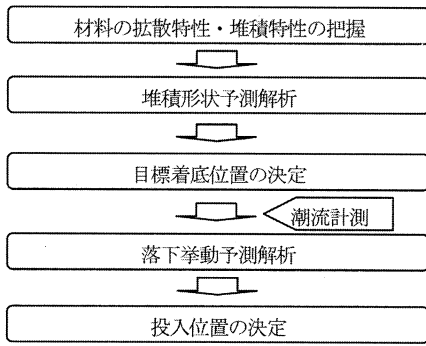 材料の拡散特性・堆積特性の把握
堆積形状予測解析
目標着底位置の決定
潮流計測
落下挙動予測解析
投入位置の決定